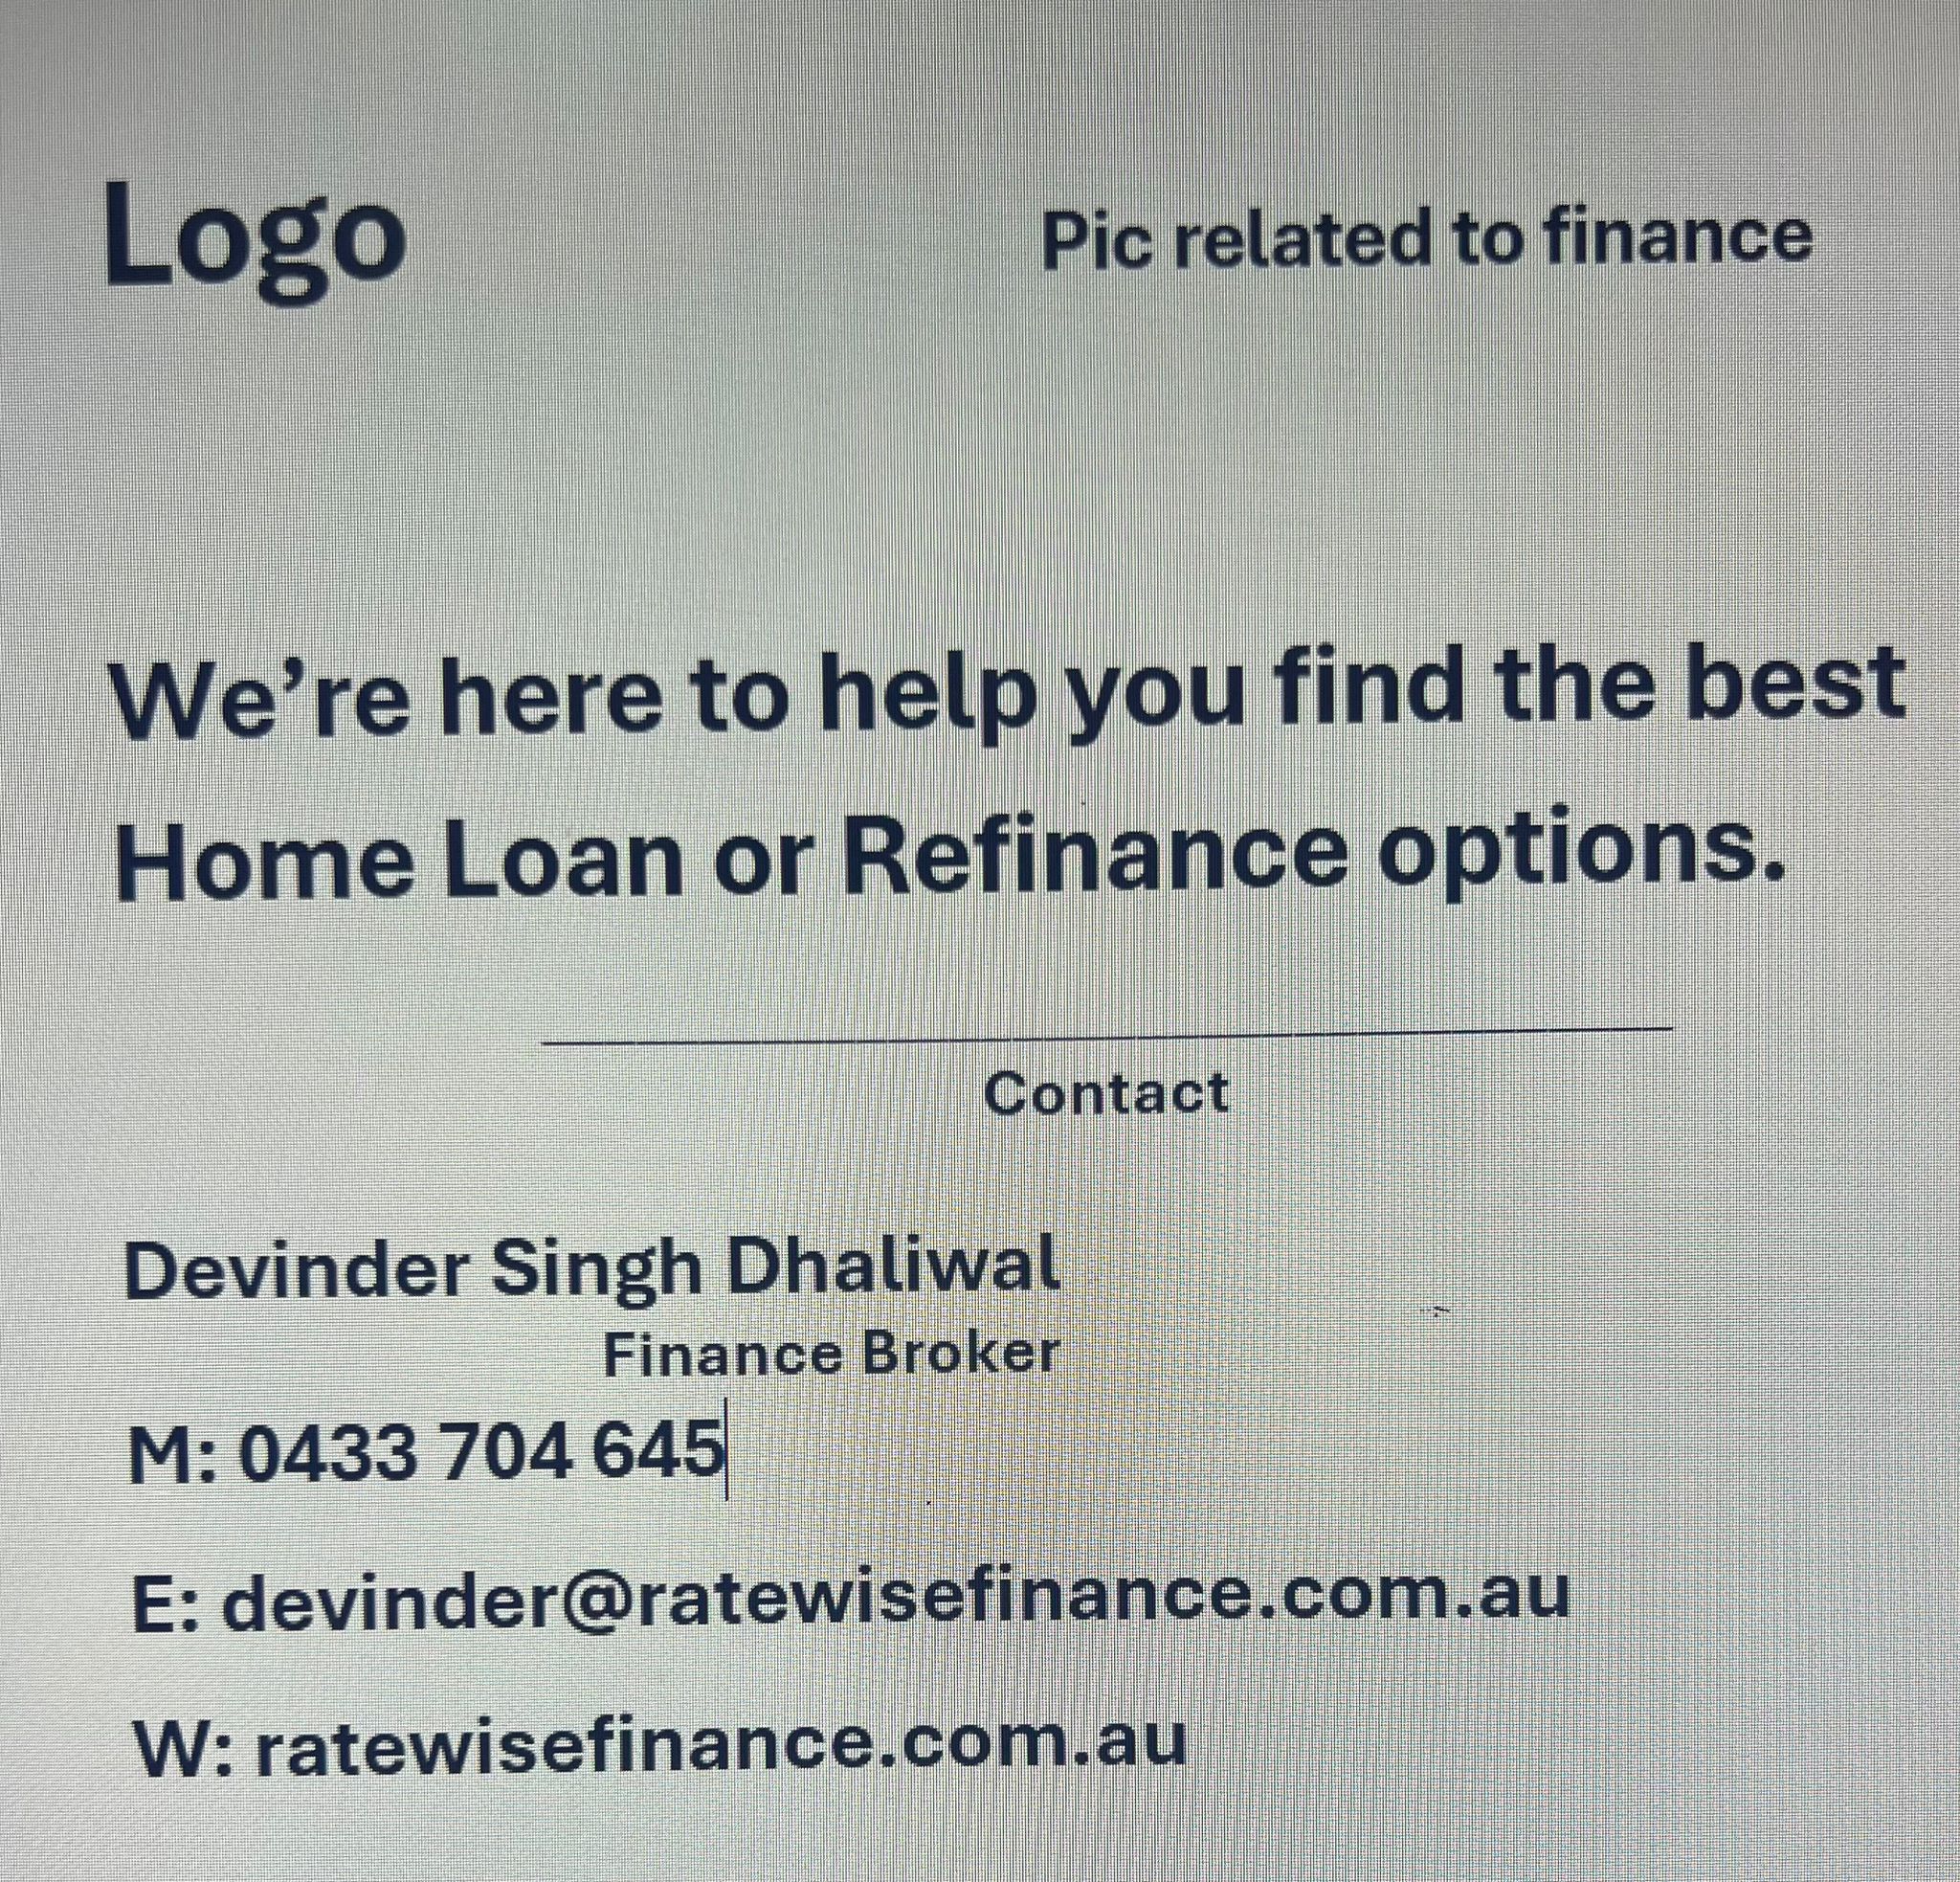 Logo
Pic related to finance
We’re here to help you find the best
Home Loan or Refinance options.
Contact
Devinder Singh Dhaliwal
Finance Broker
M: 0433 704 645
E: devinder@ratewisefinance.com.au
W: ratewisefinance.com.au